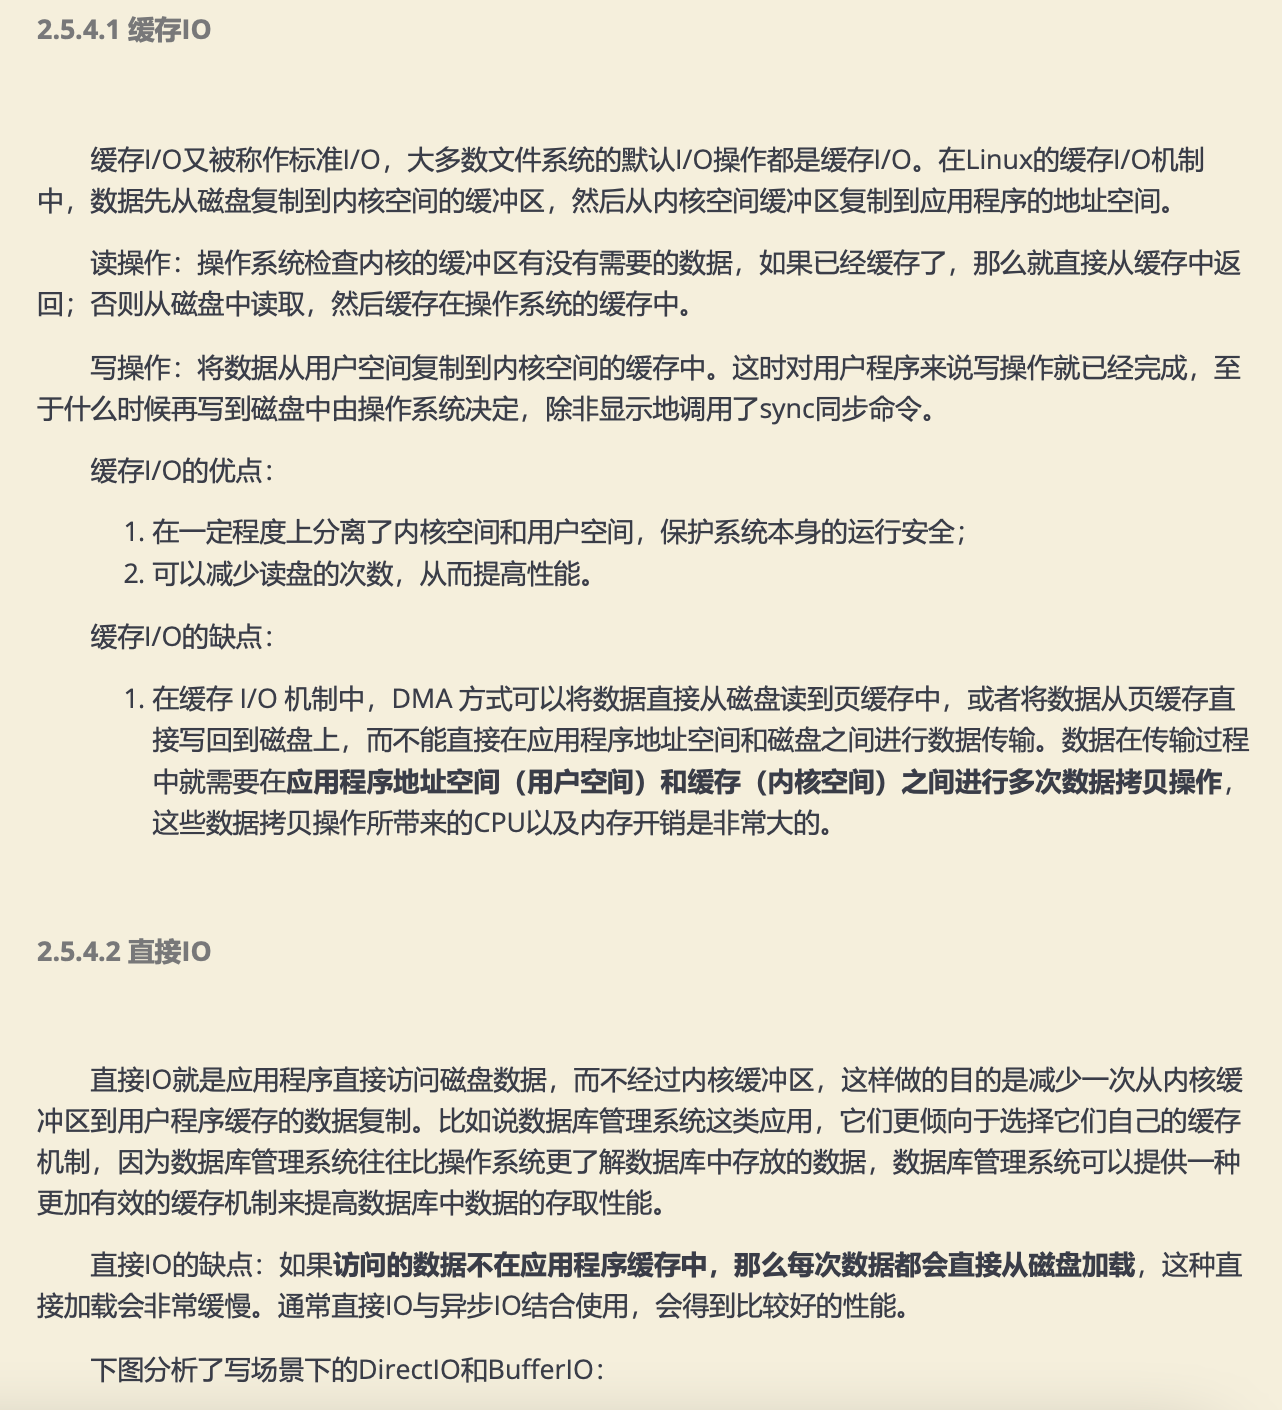 2.5.4.1 缓存IO
缓存I/O又被称作标准I/O，大多数文件系统的默认I/O操作都是缓存I/O。在Linux的缓存I/O机制
中，数据先从磁盘复制到内核空间的缓冲区，然后从内核空间缓冲区复制到应用程序的地址空间。
读操作：操作系统检查内核的缓冲区有没有需要的数据，如果已经缓存了，那么就直接从缓存中返
回；否则从磁盘中读取，然后缓存在操作系统的缓存中。
写操作：将数据从用户空间复制到内核空间的缓存中。这时对用户程序来说写操作就已经完成，至
于什么时候再写到磁盘中由操作系统决定，除非显示地调用了sync同步命令。
缓存I/O的优点：
1. 在一定程度上分离了内核空间和用户空间，保护系统本身的运行安全；
2. 可以减少读盘的次数，从而提高性能。
缓存I/O的缺点：
1. 在缓存 I/O 机制中，DMA 方式可以将数据直接从磁盘读到页缓存中，或者将数据从页缓存直
接写回到磁盘上，而不能直接在应用程序地址空间和磁盘之间进行数据传输。数据在传输过程
中就需要在应用程序地址空间（用户空间）和缓存（内核空间）之间进行多次数据拷贝操作，
这些数据拷贝操作所带来的CPU以及内存开销是非常大的。
2.5.4.2 直接IO
直接IO就是应用程序直接访问磁盘数据，而不经过内核缓冲区，这样做的目的是减少一次从内核缓
冲区到用户程序缓存的数据复制。比如说数据库管理系统这类应用，它们更倾向于选择它们自己的缓存
机制，因为数据库管理系统往往比操作系统更了解数据库中存放的数据，数据库管理系统可以提供一种
更加有效的缓存机制来提高数据库中数据的存取性能。
直接IO的缺点：如果访问的数据不在应用程序缓存中，那么每次数据都会直接从磁盘加载，这种直
接加载会非常缓慢。通常直接IO与异步IO结合使用，会得到比较好的性能。
下图分析了写场景下的DirectIO和BufferIO：